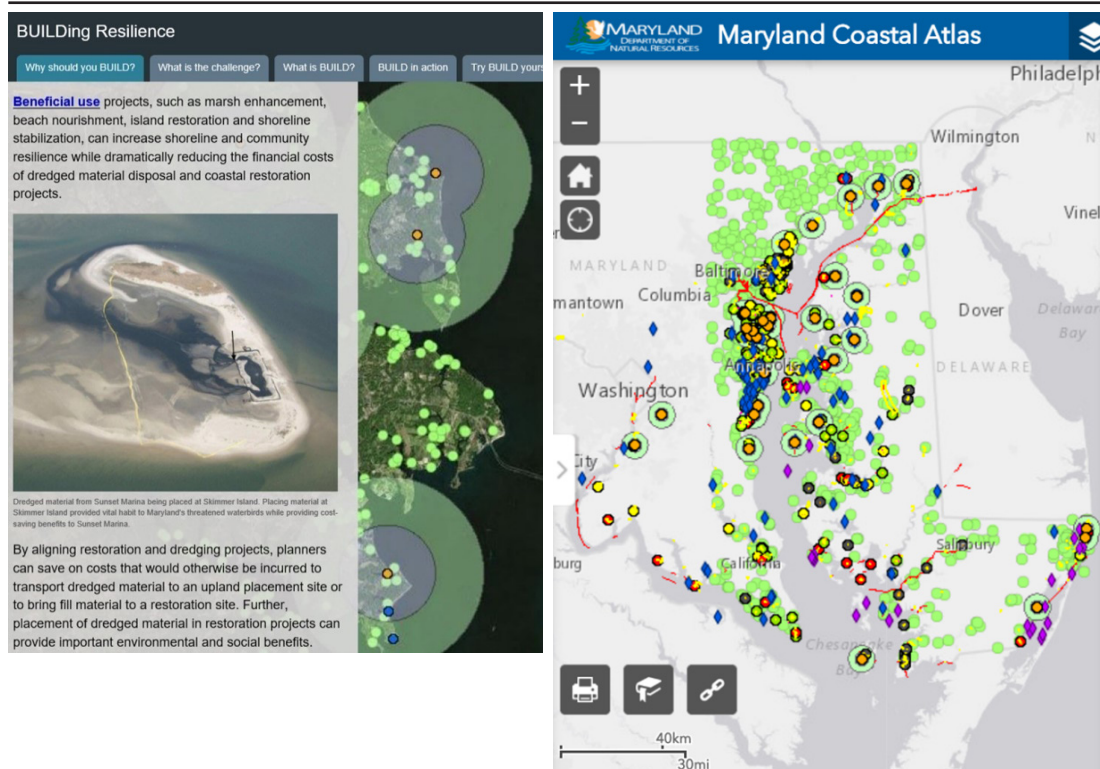 BUILDing Resilience
Why should you BUILD?
What is the challenge?
What is BUILD?
BUILD in action
Try BUILD yours
Beneficial use projects, such as marsh enhancement,
beach nourishment, island restoration and shoreline
stabilization, can increase shoreline and community
resilience while dramatically reducing the financial costs
of dredged material disposal and coastal restoration
projects.
Dredged material from Sunset Marina being placed at Skimmer Island. Placing material at
Skimmer Island provided vital habit to Maryland's threatened waterbirds while providing cost-
saving benefits to Sunset Marina.
By aligning restoration and dredging projects, planners
can save on costs that would otherwise be incurred to
transport dredged material to an upland placement site or
to bring fill material to a restoration site. Further,
placement of dredged material in restoration projects can
provide important environmental and social benefits.
MARYLAND
DEPARTMENT OF
NATURAL RESOURCES
Maryland Coastal Atlas
+
−
Philadelph
Wilmington
N
Vinel
MARYLAND
Baltimore
Columbia
mantown
Dover
Delawar
Bay
Annapolis
DELAWARE
Washington
City
Salisbury
burg
California
Chesapeake
Bay
40km
30mi